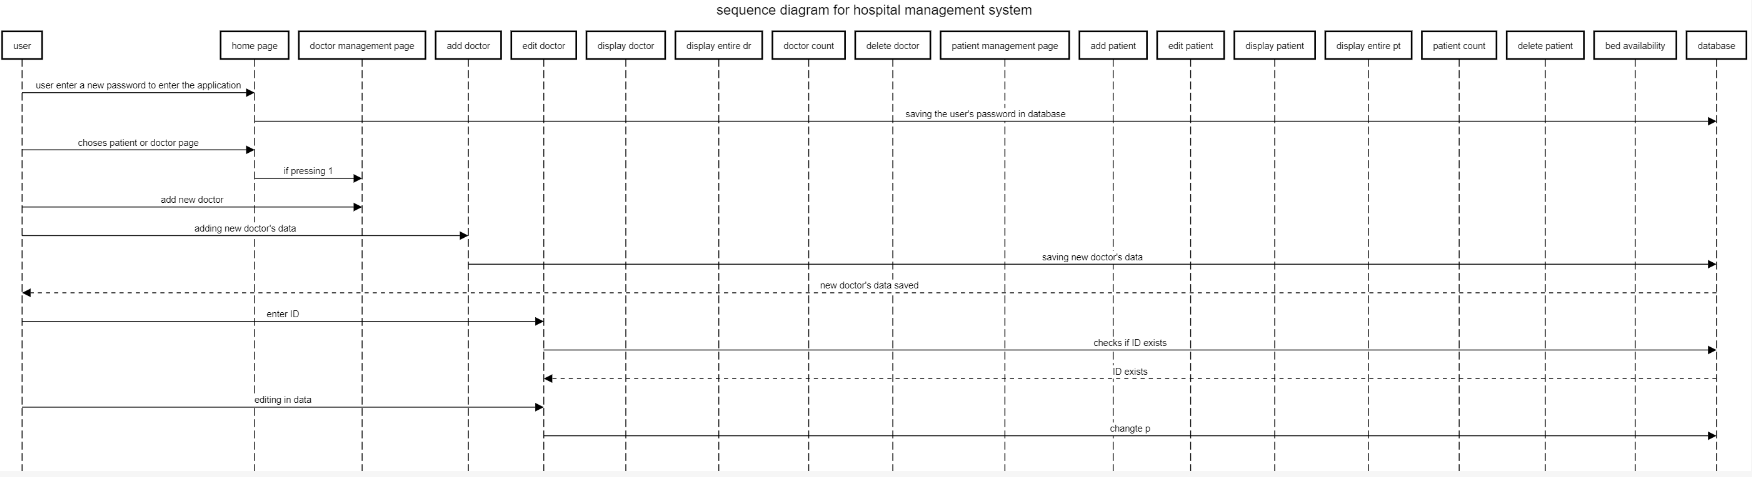 sequence diagram for hospital management system
user
home page
doctor management page
add doctor
edit doctor
display doctor
display entire dr
doctor count
delete doctor
patient management page
add patient
edit patient
display patient
display entire pt
patient count
delete patient
bed availability
database
user enter a new password to enter the application
saving the user's password in database
choses patient or doctor page
if pressing 1
add new doctor
adding new doctor's data
saving new doctor's data
new doctor's data saved
enter ID
checks if ID exists
ID exists
editing in data
changte p